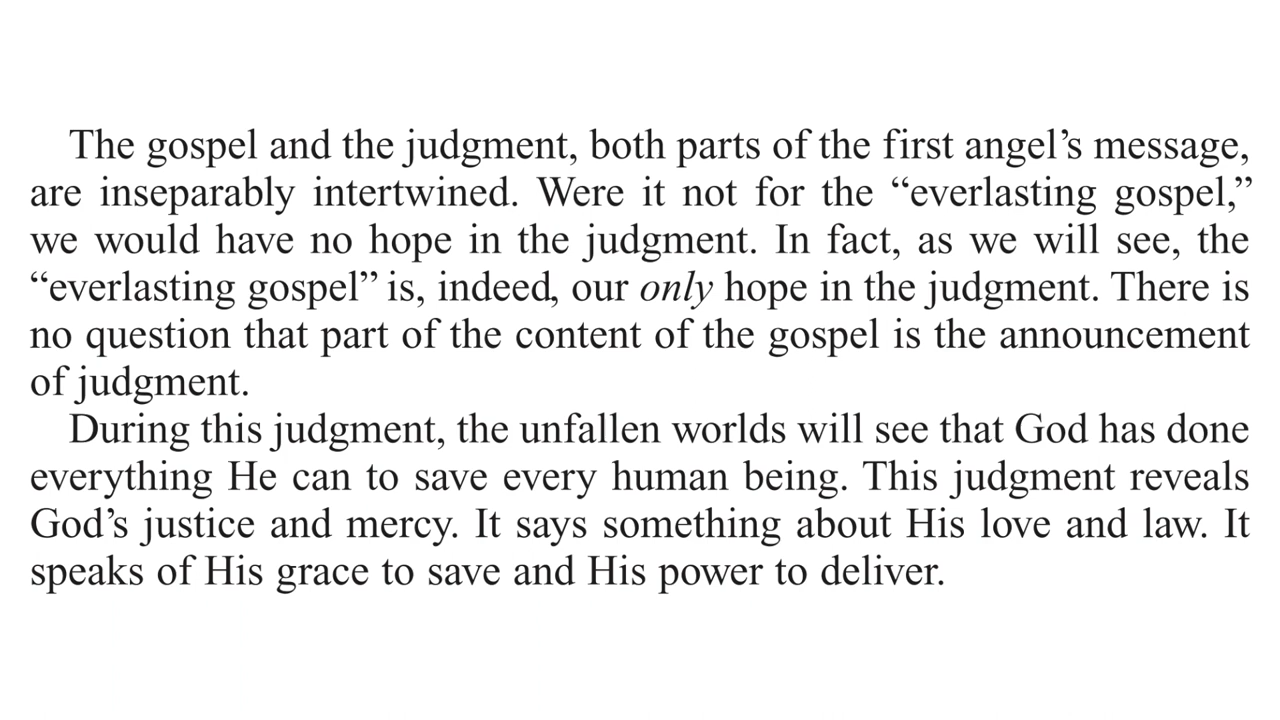 The gospel and the judgment, both parts of the first angel’s message,
are inseparably intertwined. Were it not for the “everlasting gospel,”
we would have no hope in the judgment. In fact, as we will see, the
“everlasting gospel” is, indeed, our only hope in the judgment. There is
no question that part of the content of the gospel is the announcement
of judgment.
During this judgment, the unfallen worlds will see that God has done
everything He can to save every human being. This judgment reveals
God’s justice and mercy. It says something about His love and law. It
speaks of His grace to save and His power to deliver.